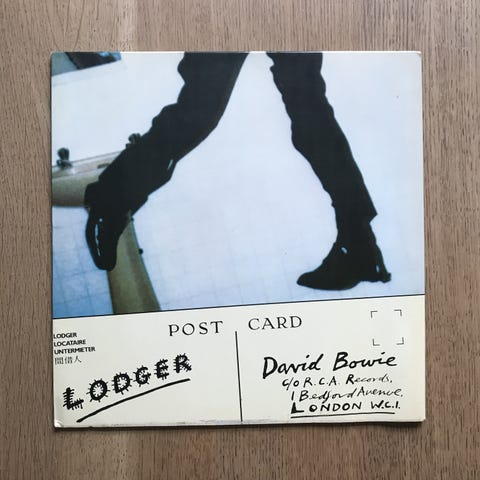 POST CARD
LODGER
LOCATAIRE
UNTERMIETER
間借人
LODGER
David Bowie
c/o R.C.A. Records,
1 Bedford Avenue,
LONDON W.C.1.